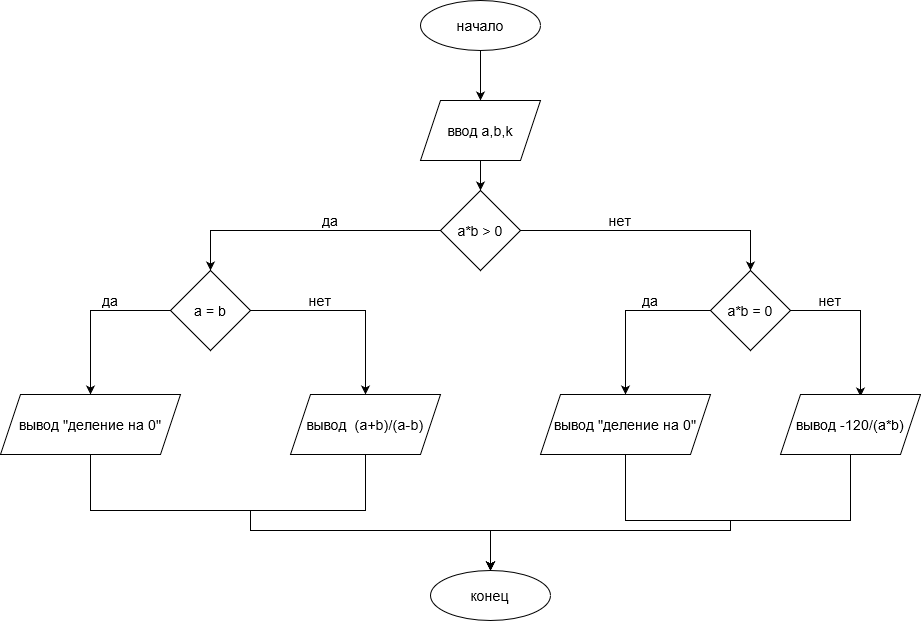 начало
ввод a,b,k
a*b > 0
да
нет
a = b
да
нет
a*b = 0
да
нет
вывод "деление на 0"
вывод (a+b)/(a-b)
вывод "деление на 0"
вывод -120/(a*b)
конец